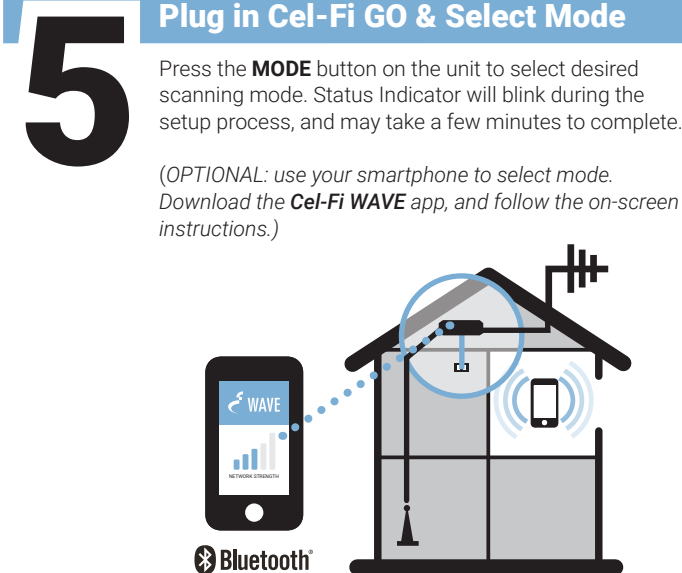 5
Plug in Cel-Fi GO & Select Mode
Press the MODE button on the unit to select desired
scanning mode. Status Indicator will blink during the
setup process, and may take a few minutes to complete.
(OPTIONAL: use your smartphone to select mode.
Download the Cel-Fi WAVE app, and follow the on-screen
instructions.)
WAVE
NETWORK STRENGTH
Bluetooth®